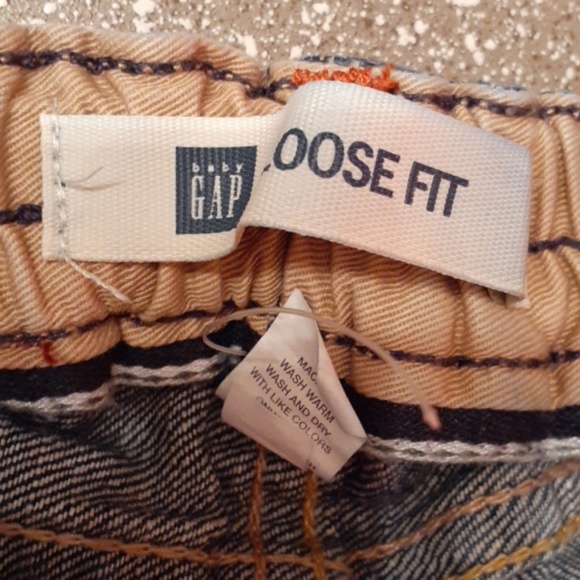 baby
GAP
LOOSE FIT
WASH WARM
WASH AND DRY
WITH LIKE COLORS